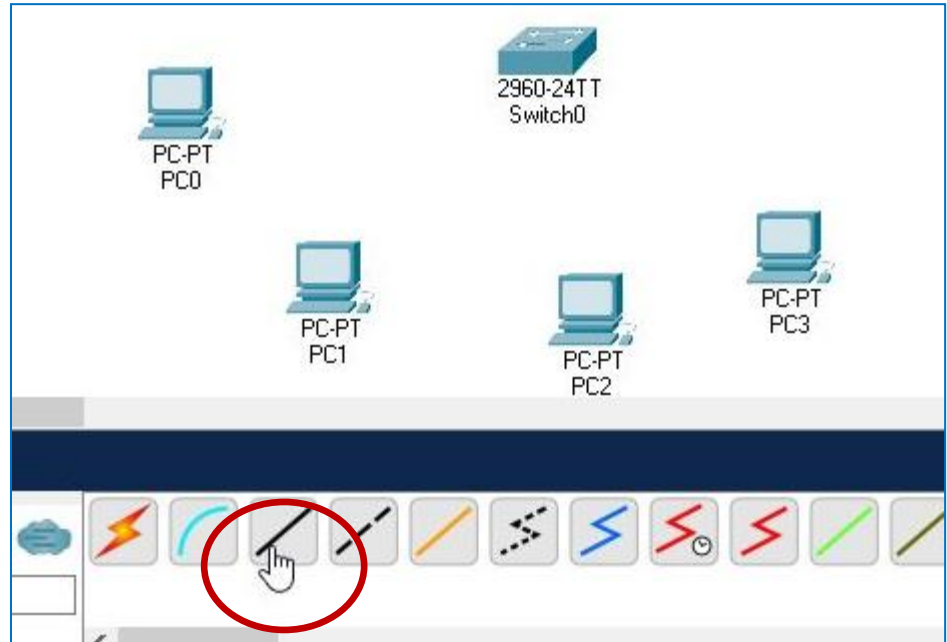 2960-24TT
Switch0
PC-PT
PC0
PC-PT
PC1
PC-PT
PC2
PC-PT
PC3